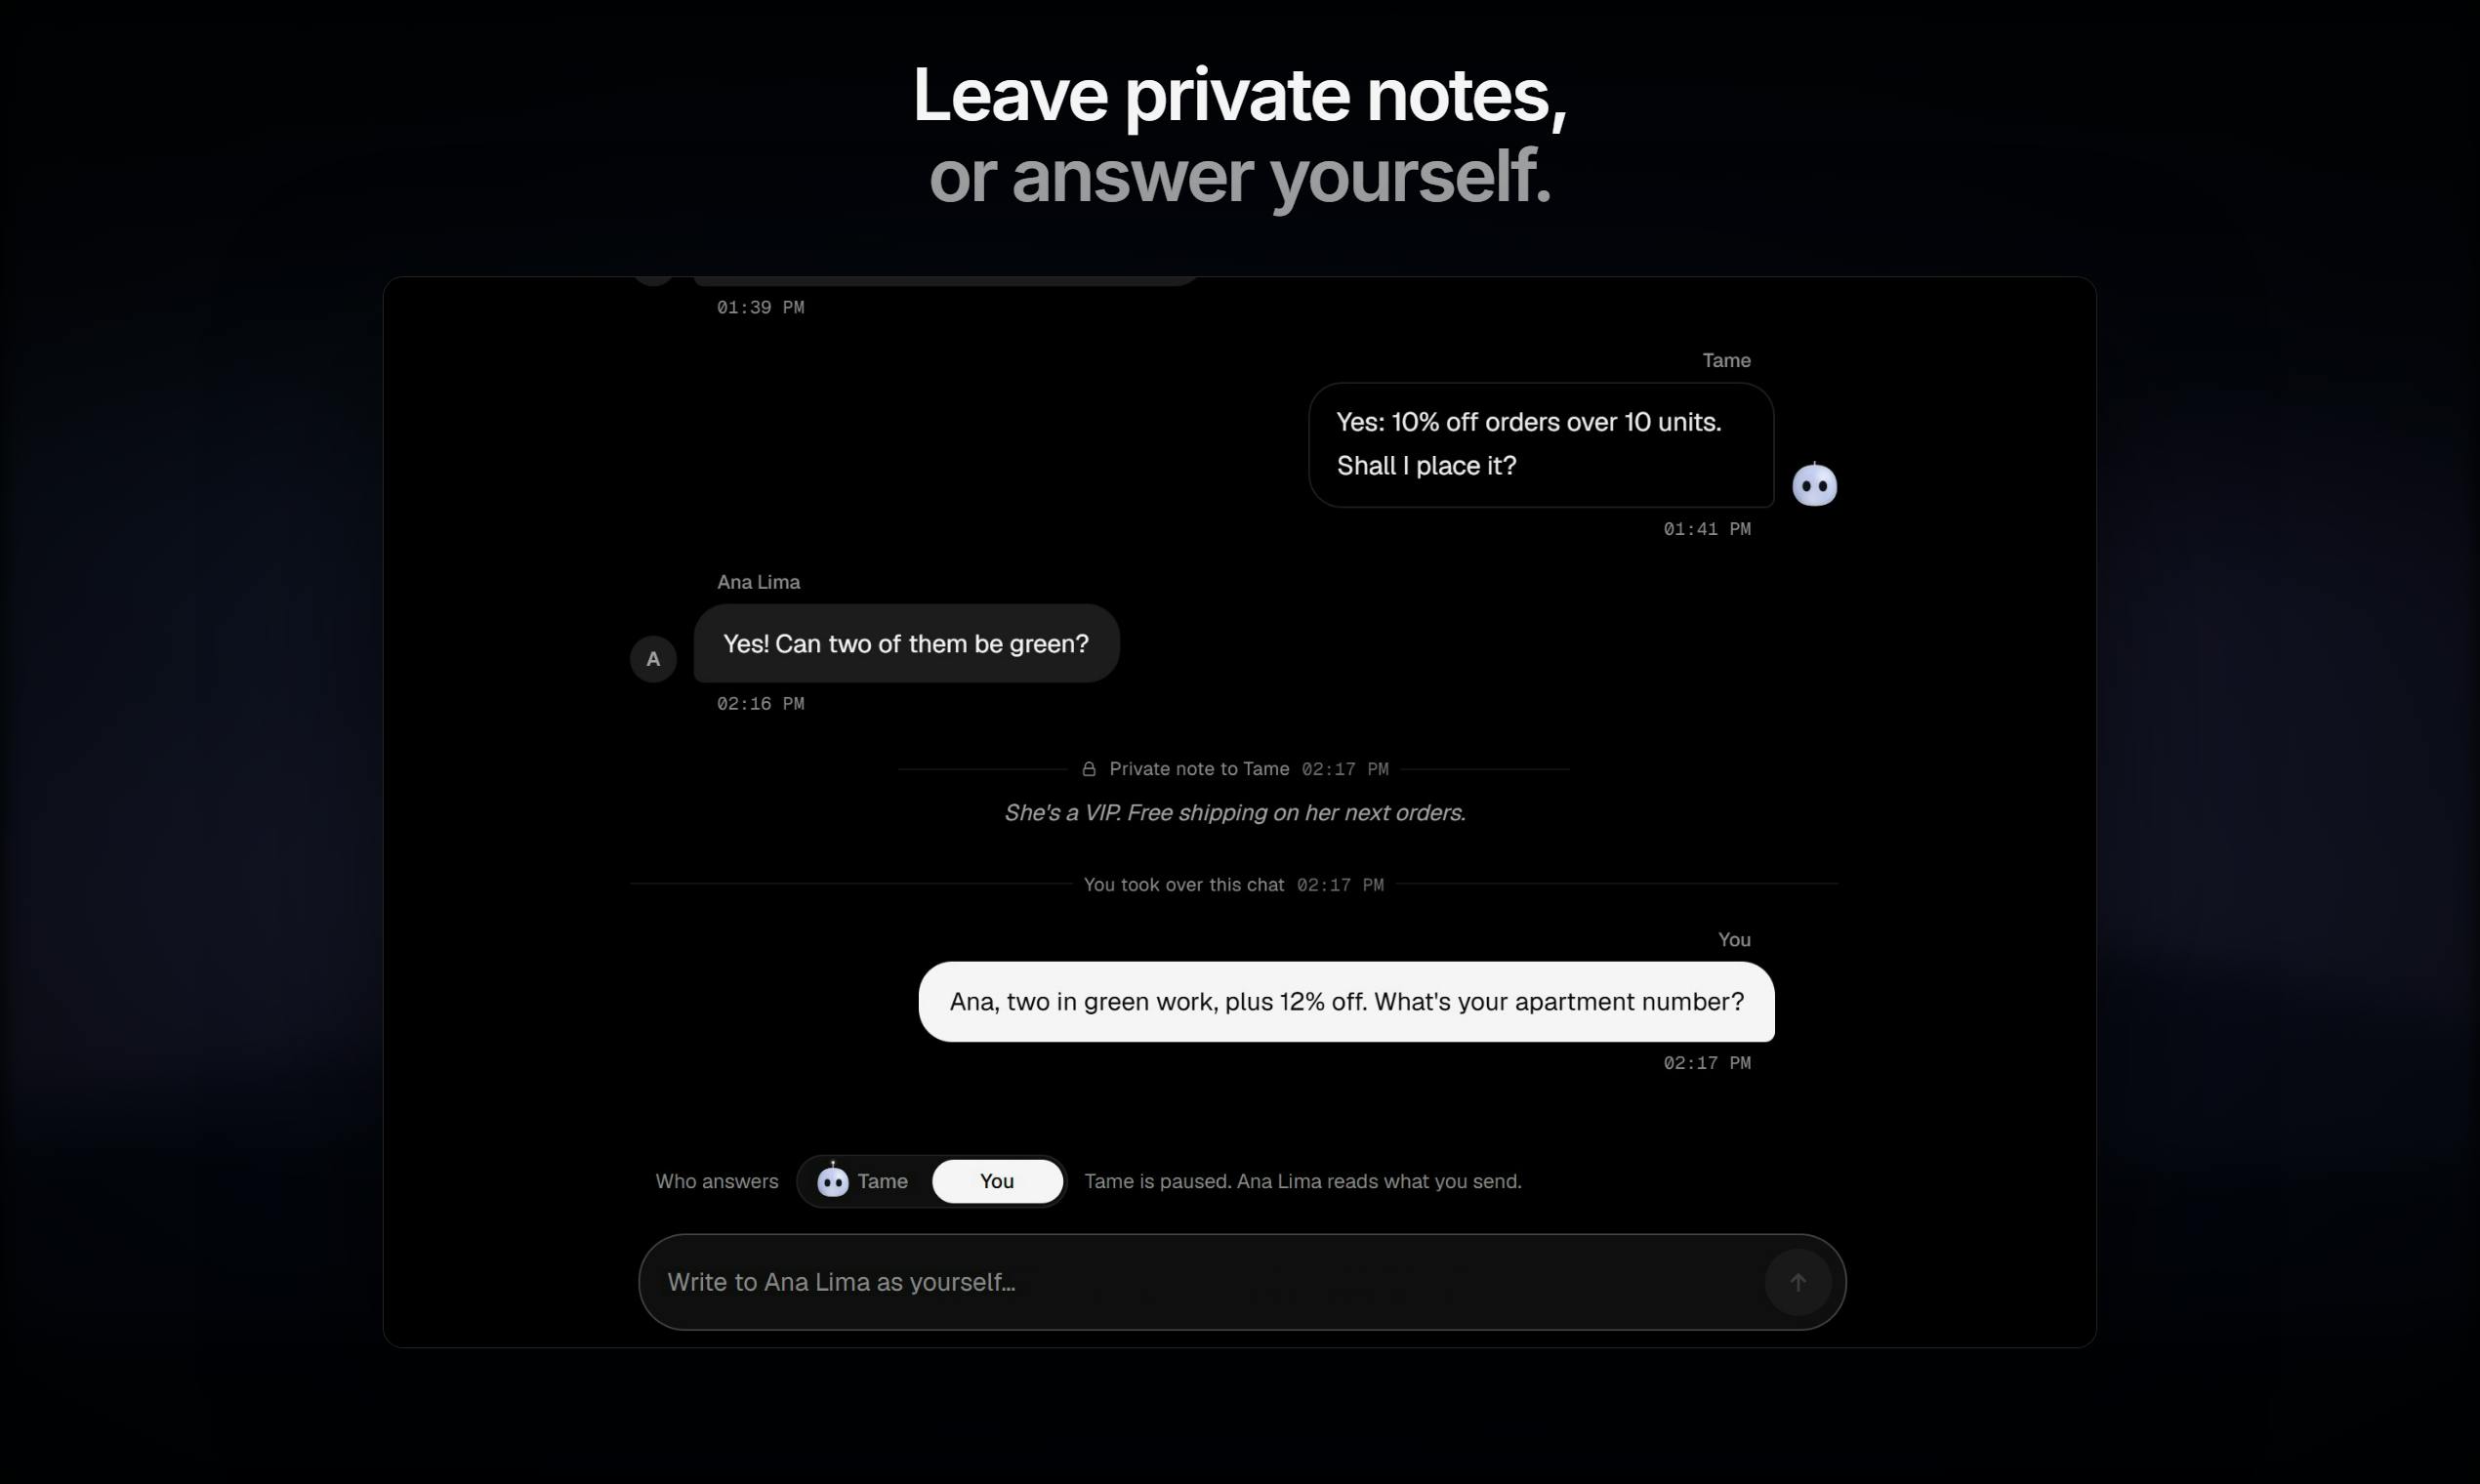 Leave private notes,
or answer yourself.
01:39 PM
Tame
Yes: 10% off orders over 10 units.
Shall I place it?
01:41 PM
Ana Lima
Yes! Can two of them be green?
A
02:16 PM
Private note to Tame 02:17 PM
She's a VIP. Free shipping on her next orders.
You took over this chat 02:17 PM
You
Ana, two in green work, plus 12% off. What's your apartment number?
02:17 PM
Who answers Tame You Tame is paused. Ana Lima reads what you send.
Write to Ana Lima as yourself...